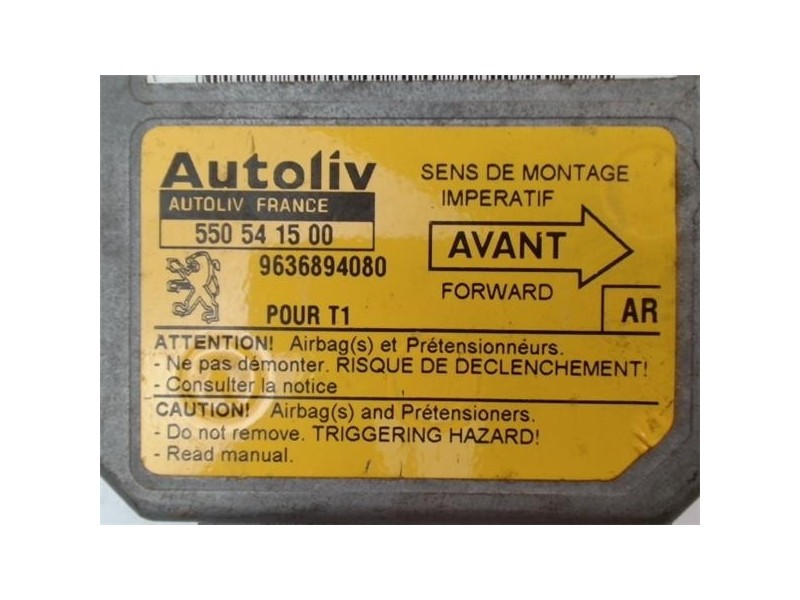 Autoliv
AUTOLIV FRANCE
550 54 15 00
9636894080
POUR T1
SENS DE MONTAGE
IMPERATIF
AVANT
FORWARD
AR
ATTENTION! Airbag(s) et Prétensionnéurs.
- Ne pas démonter. RISQUE DE DECLENCHEMENT!
- Consulter la notice
CAUTION! Airbag(s) and Prétensioners.
- Do not remove. TRIGGERING HAZARD!
- Read manual.